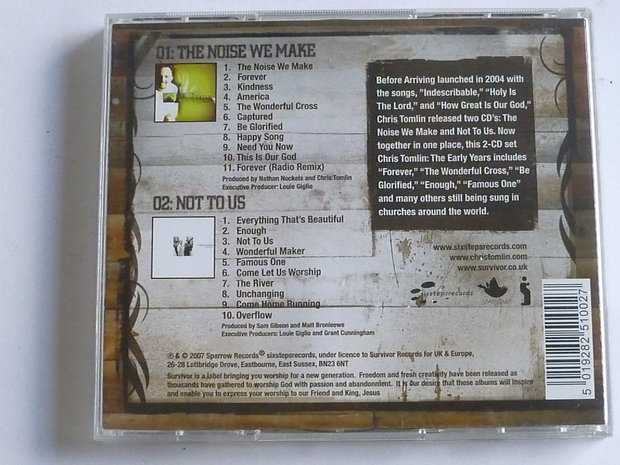 01: THE NOISE WE MAKE
1. The Noise We Make
2. Forever
3. Kindness
4. America
5. The Wonderful Cross
6. Captured
7. Be Glorified
8. Happy Song
9. Need You Now
10. This Is Our God
11. Forever (Radio Remix)
Produced by Nathan Nockels and Chris Tomlin
Executive Producer: Louie Giglio
02: NOT TO US
1. Everything That's Beautiful
2. Enough
3. Not To Us
4. Wonderful Maker
5. Famous One
6. Come Let Us Worship
7. The River
8. Unchanging
9. Come Home Running
10. Overflow
Produced by Sam Gibson and Matt Bronleewe
Executive Producers: Louie Giglio and Grant Cunningham
Before Arriving launched in 2004 with
the songs, "Indescribable," "Holy Is
The Lord," and "How Great Is Our God,"
Chris Tomlin released two CD's: The
Noise We Make and Not To Us. Now
together in one place, this 2-CD set
Chris Tomlin: The Early Years includes
"Forever," "The Wonderful Cross," "Be
Glorified," "Enough," "Famous One"
and many others still being sung in
churches around the world.
www.sixstepsrecords.com
www.christomlin.com
www.survivor.co.uk
sixstepsrecords
℗ & © 2007 Sparrow Records® sixstepsrecords, under licence to Survivor Records for UK & Europe,
26-28 Lottbridge Drove, Eastbourne, East Sussex, BN23 6NT
Survivor is a label bringing you worship for a new generation. Freedom and fresh creativity have been released as
thousands have gathered to worship God with passion and abandonment. It is our desire that these albums will inspire
and enable you to express your worship to our Friend and King, Jesus
5 019282 510027